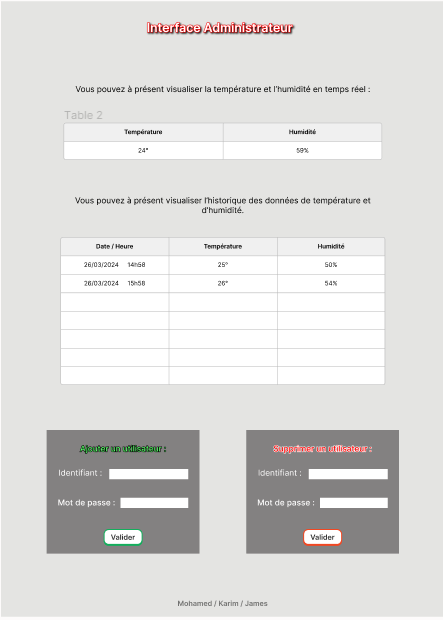 Interface Administrateur
Vous pouvez à présent visualiser la température et l'humidité en temps réel :
Table 2
Température Humidité
24° 59%
Vous pouvez à présent visualiser l'historique des données de température et
d'humidité.
Date / Heure Température Humidité
26/03/2024 14h58 25° 50%
26/03/2024 15h58 26° 54%
Ajouter un utilisateur : Supprimer un utilisateur :
Identifiant : Identifiant :
Mot de passe : Mot de passe :
Valider Valider
Mohamed / Karim / James